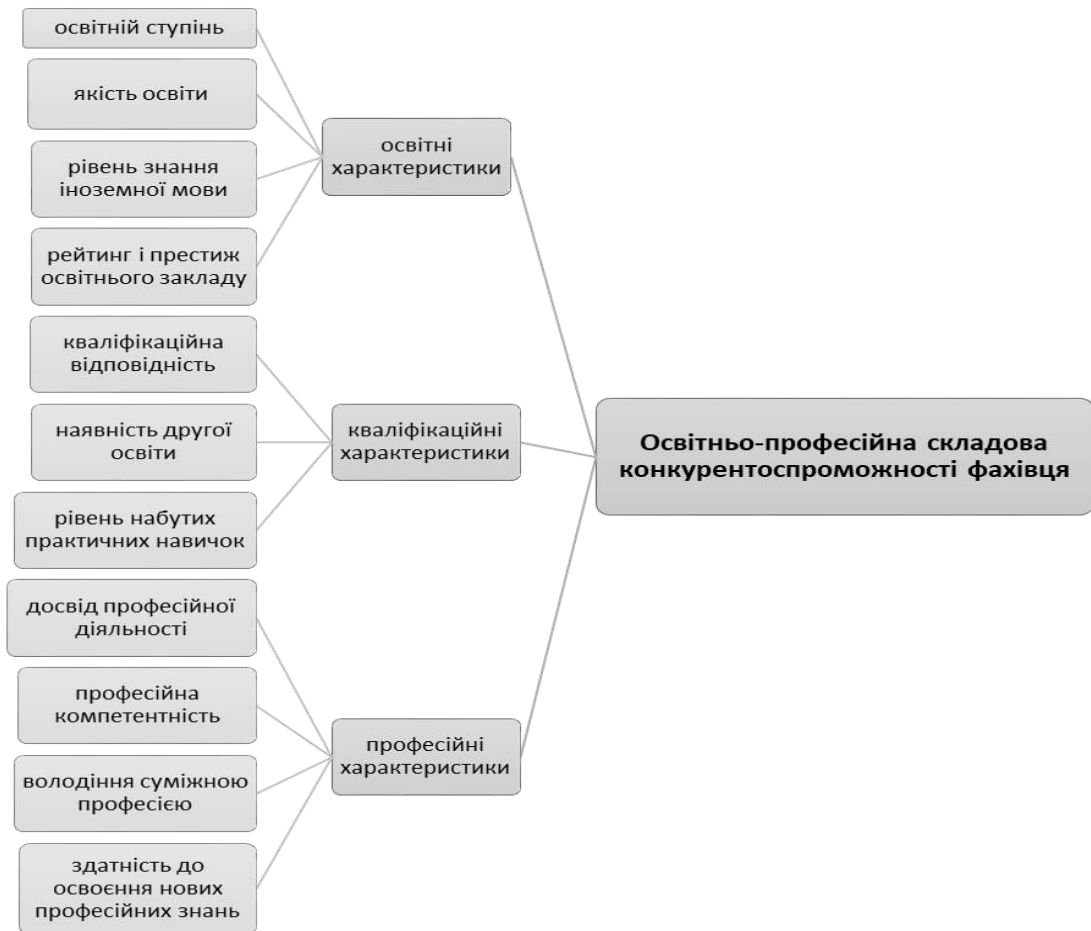 освітній ступінь
якість освіти
рівень знання
іноземної мови
рейтинг і престиж
освітнього закладу
освітні
характеристики
кваліфікаційна
відповідність
наявність другої
освіти
рівень набутих
практичних навичок
кваліфікаційні
характеристики
досвід професійної
діяльності
професійна
компетентність
володіння суміжною
професією
здатність до
освоєння нових
професійних знань
професійні
характеристики
Освітньо-професійна складова
конкурентоспроможності фахівця